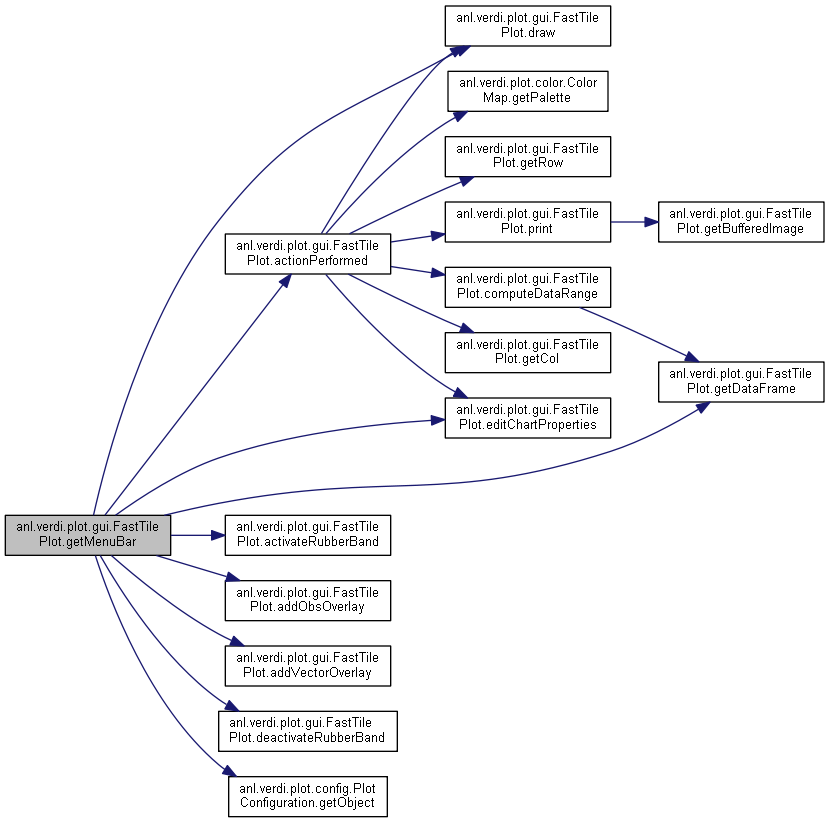 anl.verdi.plot.gui.FastTile
Plot.draw
anl.verdi.plot.color.Color
Map.getPalette
anl.verdi.plot.gui.FastTile
Plot.getRow
anl.verdi.plot.gui.FastTile
Plot.print
anl.verdi.plot.gui.FastTile
Plot.getBufferedImage
anl.verdi.plot.gui.FastTile
Plot.actionPerformed
anl.verdi.plot.gui.FastTile
Plot.computeDataRange
anl.verdi.plot.gui.FastTile
Plot.getCol
anl.verdi.plot.gui.FastTile
Plot.getDataFrame
anl.verdi.plot.gui.FastTile
Plot.editChartProperties
anl.verdi.plot.gui.FastTile
Plot.getMenuBar
anl.verdi.plot.gui.FastTile
Plot.activateRubberBand
anl.verdi.plot.gui.FastTile
Plot.addObsOverlay
anl.verdi.plot.gui.FastTile
Plot.addVectorOverlay
anl.verdi.plot.gui.FastTile
Plot.deactivateRubberBand
anl.verdi.plot.config.Plot
Configuration.getObject